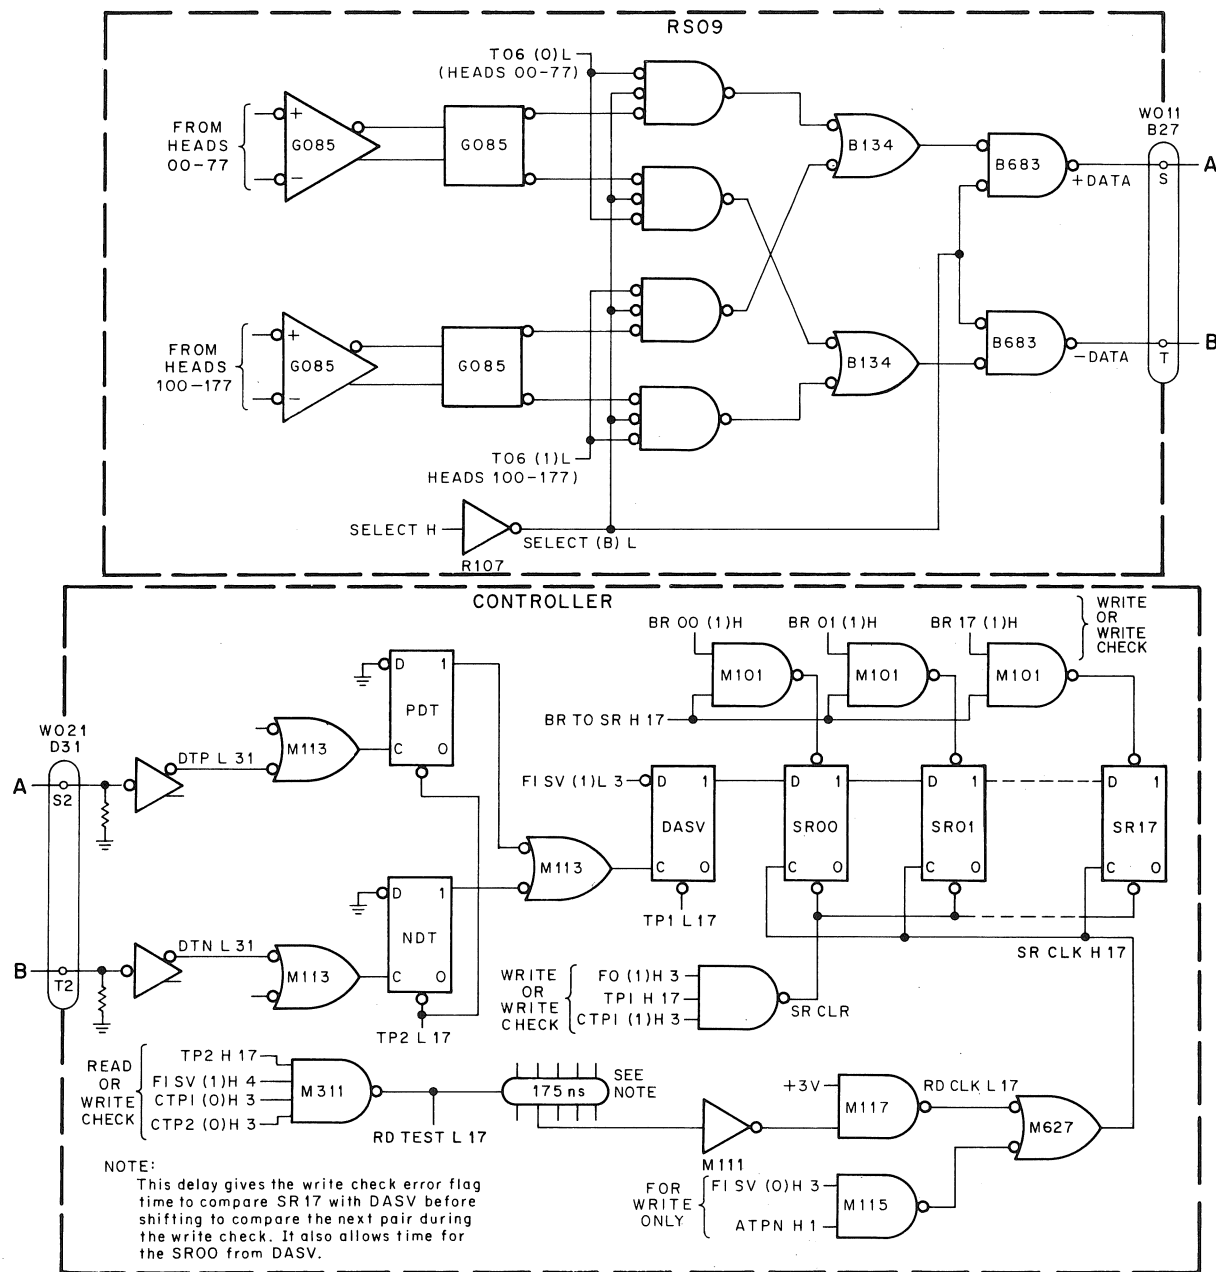 RS09
T06 (0)L
(HEADS 00-77)
FROM
HEADS
00-77
+
-
G085
G085
B134
B683
+DATA
W011
B27
S
A
FROM
HEADS
100-177
+
-
G085
G085
B134
B683
-DATA
T
B
T06 (1)L
HEADS 100-177)
SELECT H
R107
SELECT (B) L
CONTROLLER
BR 00 (1)H
BR 01 (1)H
BR 17 (1)H
WRITE
OR
WRITE
CHECK
M101
M101
M101
BR TO SR H 17
W021
D31
A
S2
DTP L 31
M113
D 1
PDT
C 0
FI SV (1)L 3
D 1
DASV
C 0
TP1 L 17
D 1
SR00
C 0
D 1
SR01
C 0
D 1
SR17
C 0
M113
SR CLK H 17
B
T2
DTN L 31
M113
D 1
NDT
C 0
TP2 L 17
WRITE
OR
WRITE
CHECK
FO (1)H 3
TP1 H 17
CTP1 (1)H 3
SR CLR
READ
OR
WRITE
CHECK
TP2 H 17
FI SV (1)H 4
CTP1 (0)H 3
CTP2 (0)H 3
M311
RD TEST L 17
175 ns
SEE
NOTE
M111
+3V
M117
RD CLK L 17
M627
FOR
WRITE
ONLY
FI SV (0)H 3
ATPN H 1
M115
NOTE:
This delay gives the write check error flag
time to compare SR 17 with DASV before
shifting to compare the next pair during
the write check. It also allows time for
the SR00 from DASV.